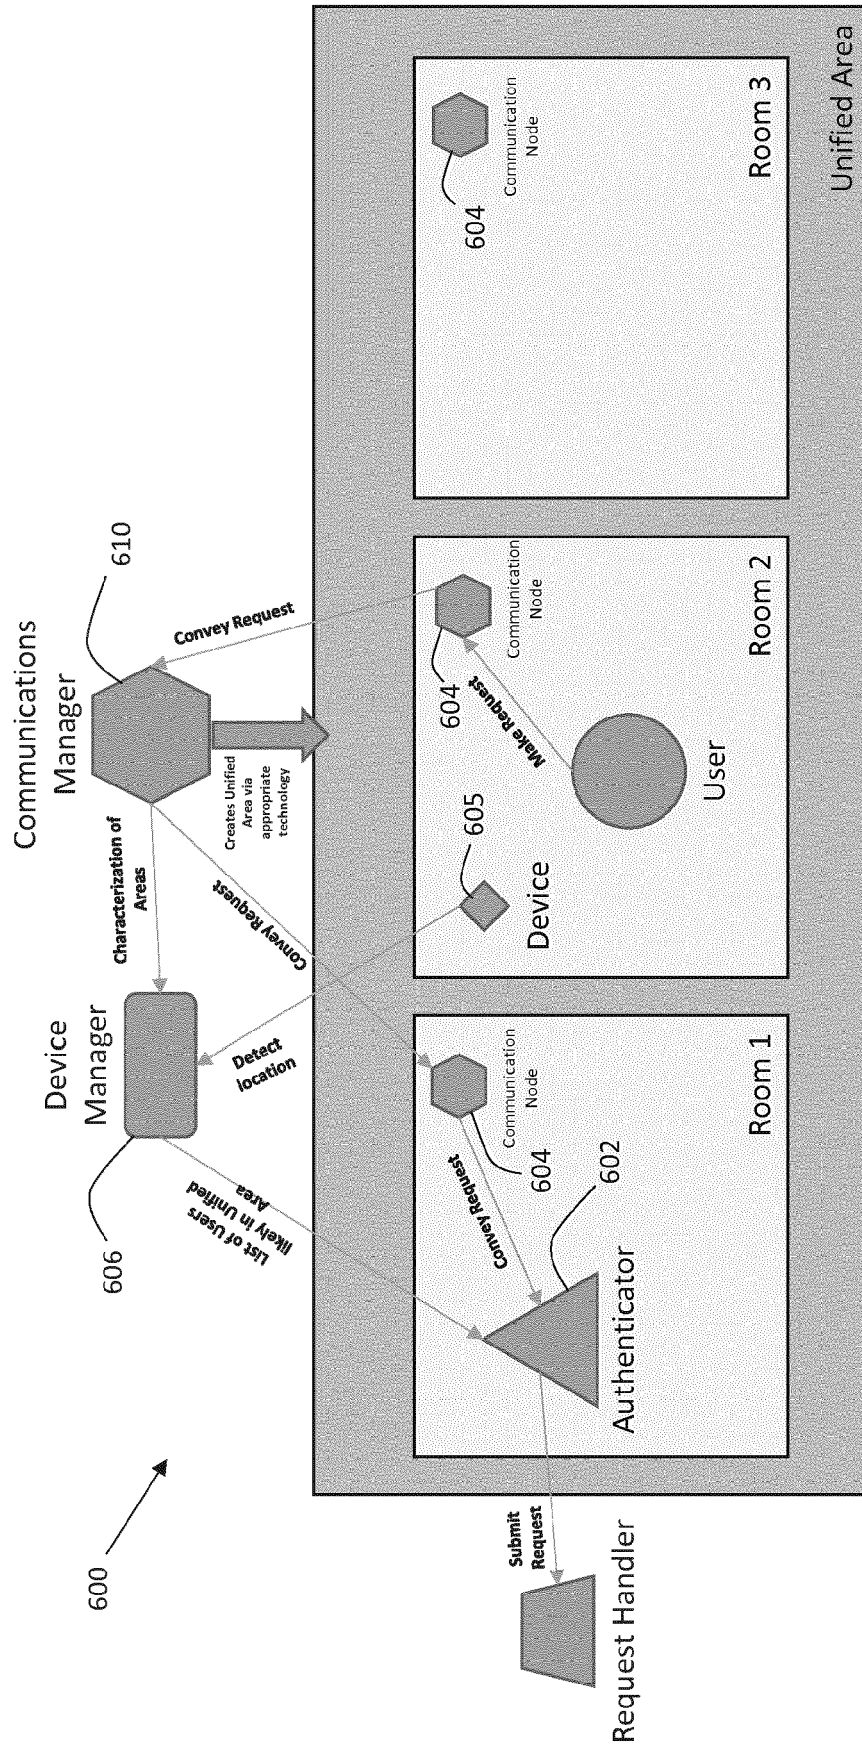 600
Communications
Manager
610
Device
Manager
606
Characterization of
Areas
Convey Request
Creates Unified
Area via
appropriate
technology
Convey Request
Detect
location
List of Users
likely in Unified
Area
Submit
Request
Request Handler
Convey Request
604
Communication
Node
602
Authenticator
Room 1
605
Device
Make Request
604
Communication
Node
User
Room 2
604
Communication
Node
Room 3
Unified Area